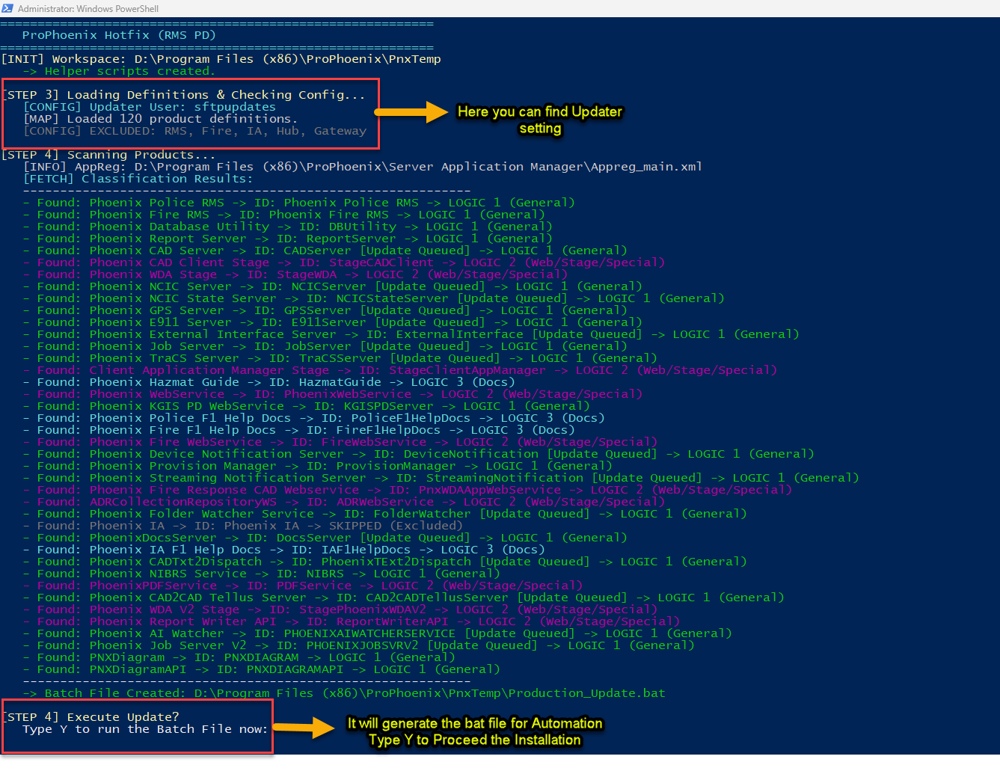 Administrator: Windows PowerShell
==========================================================
ProPhoenix Hotfix (RMS PD)
==========================================================
[INIT] Workspace: D:\Program Files (x86)\ProPhoenix\PnxTemp
-> Helper scripts created.
[STEP 3] Loading Definitions & Checking Config...
[CONFIG] Updater User: sftpupdates
[MAP] Loaded 120 product definitions.
[CONFIG] EXCLUDED: RMS, Fire, IA, Hub, Gateway
Here you can find Updater
setting
[STEP 4] Scanning Products...
[INFO] AppReg: D:\Program Files (x86)\ProPhoenix\Server Application Manager\Appreg_main.xml
[FETCH] Classification Results:
------------------------------------------------------------
- Found: Phoenix Police RMS -> ID: Phoenix Police RMS -> LOGIC 1 (General)
- Found: Phoenix Fire RMS -> ID: Phoenix Fire RMS -> LOGIC 1 (General)
- Found: Phoenix Database Utility -> ID: DBUtility -> LOGIC 1 (General)
- Found: Phoenix Report Server -> ID: ReportServer -> LOGIC 1 (General)
- Found: Phoenix CAD Server -> ID: CADServer [Update Queued] -> LOGIC 1 (General)
- Found: Phoenix CAD Client Stage -> ID: StageCADClient -> LOGIC 2 (Web/Stage/Special)
- Found: Phoenix WDA Stage -> ID: StageWDA -> LOGIC 2 (Web/Stage/Special)
- Found: Phoenix NCIC Server -> ID: NCICServer [Update Queued] -> LOGIC 1 (General)
- Found: Phoenix NCIC State Server -> ID: NCICStateServer [Update Queued] -> LOGIC 1 (General)
- Found: Phoenix GPS Server -> ID: GPSServer [Update Queued] -> LOGIC 1 (General)
- Found: Phoenix E911 Server -> ID: E911Server [Update Queued] -> LOGIC 1 (General)
- Found: Phoenix External Interface Server -> ID: ExternalInterface [Update Queued] -> LOGIC 1 (General)
- Found: Phoenix Job Server -> ID: JobServer [Update Queued] -> LOGIC 1 (General)
- Found: Phoenix TraCS Server -> ID: TraCSServer [Update Queued] -> LOGIC 1 (General)
- Found: Client Application Manager Stage -> ID: StageClientAppManager -> LOGIC 2 (Web/Stage/Special)
- Found: Phoenix Hazmat Guide -> ID: HazmatGuide -> LOGIC 3 (Docs)
- Found: Phoenix WebService -> ID: PhoenixWebService -> LOGIC 2 (Web/Stage/Special)
- Found: Phoenix KGIS PD WebService -> ID: KGISPDServer -> LOGIC 1 (General)
- Found: Phoenix Police F1 Help Docs -> ID: PoliceF1HelpDocs -> LOGIC 3 (Docs)
- Found: Phoenix Fire F1 Help Docs -> ID: FireF1HelpDocs -> LOGIC 3 (Docs)
- Found: Phoenix Fire WebService -> ID: FireWebService -> LOGIC 2 (Web/Stage/Special)
- Found: Phoenix Device Notification Server -> ID: DeviceNotification [Update Queued] -> LOGIC 1 (General)
- Found: Phoenix Provision Manager -> ID: ProvisionManager -> LOGIC 1 (General)
- Found: Phoenix Streaming Notification Server -> ID: StreamingNotification [Update Queued] -> LOGIC 1 (General)
- Found: Phoenix Fire Response CAD Webservice -> ID: PnxWDAAppWebService -> LOGIC 2 (Web/Stage/Special)
- Found: ADRCollectionRepositoryWS -> ID: ADRWebService -> LOGIC 2 (Web/Stage/Special)
- Found: Phoenix Folder Watcher Service -> ID: FolderWatcher [Update Queued] -> LOGIC 1 (General)
- Found: Phoenix IA -> ID: Phoenix IA -> SKIPPED (Excluded)
- Found: PhoenixDocsServer -> ID: DocsServer [Update Queued] -> LOGIC 1 (General)
- Found: Phoenix IA F1 Help Docs -> ID: IAF1HelpDocs -> LOGIC 3 (Docs)
- Found: Phoenix CADTxt2Dispatch -> ID: PhoenixTExt2Dispatch [Update Queued] -> LOGIC 1 (General)
- Found: Phoenix NIBRS Service -> ID: NIBRS -> LOGIC 1 (General)
- Found: PhoenixPDFService -> ID: PDFService -> LOGIC 2 (Web/Stage/Special)
- Found: Phoenix CAD2CAD Tellus Server -> ID: CAD2CADTellusServer [Update Queued] -> LOGIC 1 (General)
- Found: Phoenix WDA V2 Stage -> ID: StagePhoenixWDAV2 -> LOGIC 2 (Web/Stage/Special)
- Found: Phoenix Report Writer API -> ID: ReportWriterAPI -> LOGIC 2 (Web/Stage/Special)
- Found: Phoenix AI Watcher -> ID: PHOENIXAIWATCHERSERVICE [Update Queued] -> LOGIC 1 (General)
- Found: Phoenix Job Server V2 -> ID: PHOENIXJOBSVRV2 [Update Queued] -> LOGIC 1 (General)
- Found: PNXDiagram -> ID: PNXDIAGRAM -> LOGIC 1 (General)
- Found: PNXDiagramAPI -> ID: PNXDIAGRAMAPI -> LOGIC 1 (General)
------------------------------------------------------------
-> Batch File Created: D:\Program Files (x86)\ProPhoenix\PnxTemp\Production_Update.bat
[STEP 4] Execute Update?
Type Y to run the Batch File now:
It will generate the bat file for Automation
Type Y to Proceed the Installation